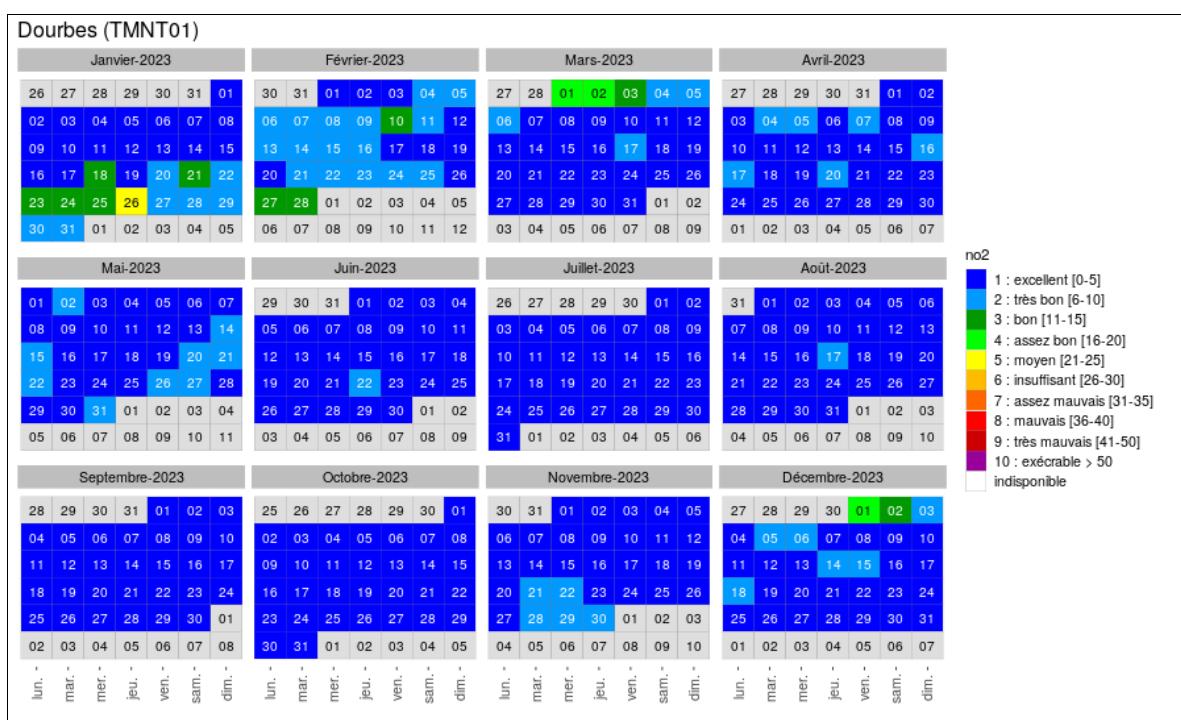 Dourbes (TMNT01)
Janvier-2023 Février-2023 Mars-2023 Avril-2023
26 27 28 29 30 31 01 30 31 01 02 03 04 05 27 28 01 02 03 04 05 27 28 29 30 31 01 02
02 03 04 05 06 07 08 06 07 08 09 10 11 12 06 07 08 09 10 11 12 03 04 05 06 07 08 09
09 10 11 12 13 14 15 13 14 15 16 17 18 19 13 14 15 16 17 18 19 10 11 12 13 14 15 16
16 17 18 19 20 21 22 20 21 22 23 24 25 26 20 21 22 23 24 25 26 17 18 19 20 21 22 23
23 24 25 26 27 28 29 27 28 01 02 03 04 05 27 28 29 30 31 01 02 24 25 26 27 28 29 30
30 31 01 02 03 04 05 06 07 08 09 10 11 12 03 04 05 06 07 08 09 01 02 03 04 05 06 07
Mai-2023 Juin-2023 Juillet-2023 Août-2023
01 02 03 04 05 06 07 29 30 31 01 02 03 04 26 27 28 29 30 01 02 31 01 02 03 04 05 06
08 09 10 11 12 13 14 05 06 07 08 09 10 11 03 04 05 06 07 08 09 07 08 09 10 11 12 13
15 16 17 18 19 20 21 12 13 14 15 16 17 18 10 11 12 13 14 15 16 14 15 16 17 18 19 20
22 23 24 25 26 27 28 19 20 21 22 23 24 25 17 18 19 20 21 22 23 21 22 23 24 25 26 27
29 30 31 01 02 03 04 26 27 28 29 30 01 02 24 25 26 27 28 29 30 28 29 30 31 01 02 03
05 06 07 08 09 10 11 03 04 05 06 07 08 09 31 01 02 03 04 05 06 04 05 06 07 08 09 10
Septembre-2023 Octobre-2023 Novembre-2023 Décembre-2023
28 29 30 31 01 02 03 25 26 27 28 29 30 01 30 31 01 02 03 04 05 27 28 29 30 01 02 03
04 05 06 07 08 09 10 02 03 04 05 06 07 08 06 07 08 09 10 11 12 04 05 06 07 08 09 10
11 12 13 14 15 16 17 09 10 11 12 13 14 15 13 14 15 16 17 18 19 11 12 13 14 15 16 17
18 19 20 21 22 23 24 16 17 18 19 20 21 22 20 21 22 23 24 25 26 18 19 20 21 22 23 24
25 26 27 28 29 30 01 23 24 25 26 27 28 29 27 28 29 30 01 02 03 25 26 27 28 29 30 31
02 03 04 05 06 07 08 30 31 01 02 03 04 05 04 05 06 07 08 09 10 01 02 03 04 05 06 07
lun. - mar. - mer. - jeu. - ven. - sam. - dim. - lun. - mar. - mer. - jeu. - ven. - sam. - dim. - lun. - mar. - mer. - jeu. - ven. - sam. - dim. - lun. - mar. - mer. - jeu. - ven. - sam. - dim. -
no2
1 : excellent [0-5]
2 : très bon [6-10]
3 : bon [11-15]
4 : assez bon [16-20]
5 : moyen [21-25]
6 : insuffisant [26-30]
7 : assez mauvais [31-35]
8 : mauvais [36-40]
9 : très mauvais [41-50]
10 : exécrable > 50
indisponible